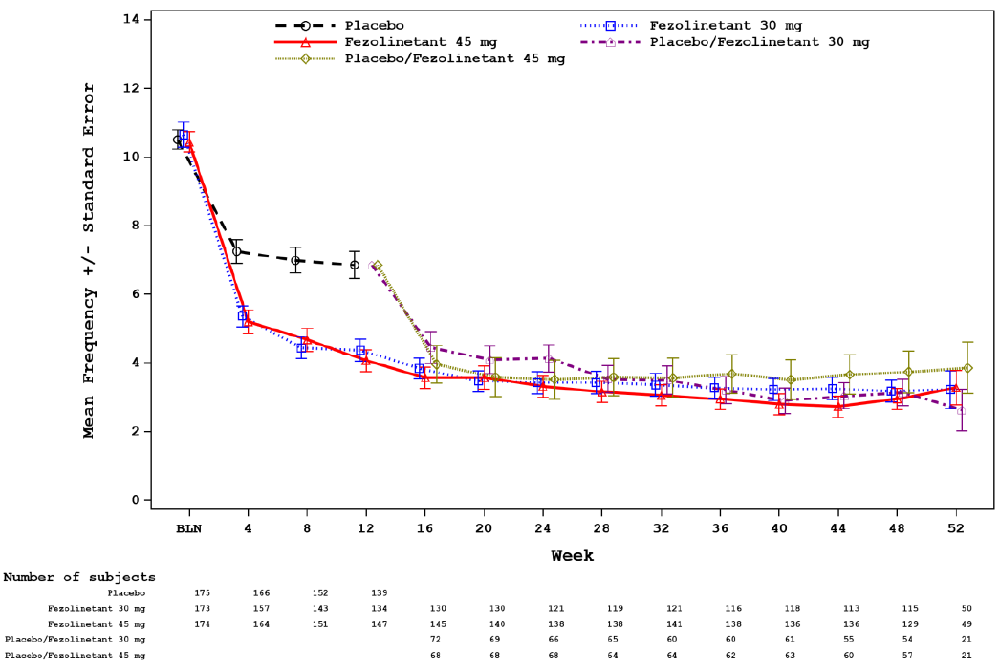 Placebo
Fezolinetant 30 mg
Fezolinetant 45 mg
Placebo/Fezolinetant 30 mg
Placebo/Fezolinetant 45 mg
Mean Frequency +/- Standard Error
14
12
10
8
6
4
2
0
BLN 4 8 12 16 20 24 28 32 36 40 44 48 52
Week
Number of subjects
Placebo 175 166 152 139
Fezolinetant 30 mg 173 157 143 134 130 130 121 119 121 116 118 113 115 50
Fezolinetant 45 mg 174 164 151 147 145 140 138 138 141 138 136 136 129 49
Placebo/Fezolinetant 30 mg 72 69 66 65 60 60 61 55 54 21
Placebo/Fezolinetant 45 mg 68 68 68 64 64 62 63 60 57 21